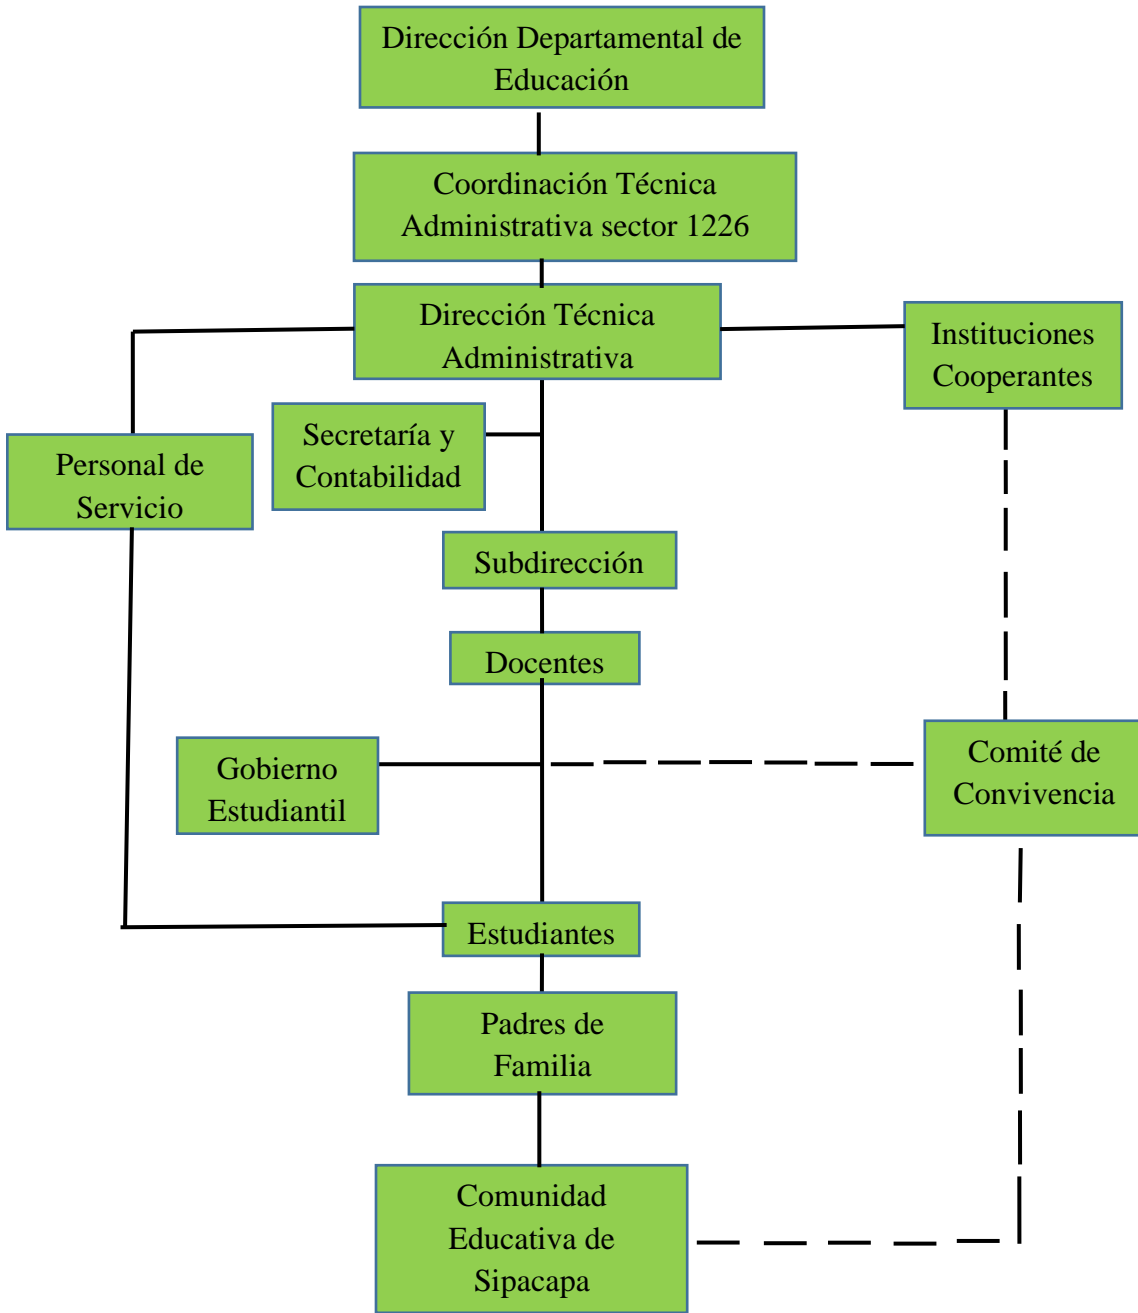 Dirección Departamental de
Educación
Coordinación Técnica
Administrativa sector 1226
Dirección Técnica
Administrativa
Instituciones
Cooperantes
Secretaría y
Contabilidad
Personal de
Servicio
Subdirección
Docentes
Gobierno
Estudiantil
Comité de
Convivencia
Estudiantes
Padres de
Familia
Comunidad
Educativa de
Sipacapa